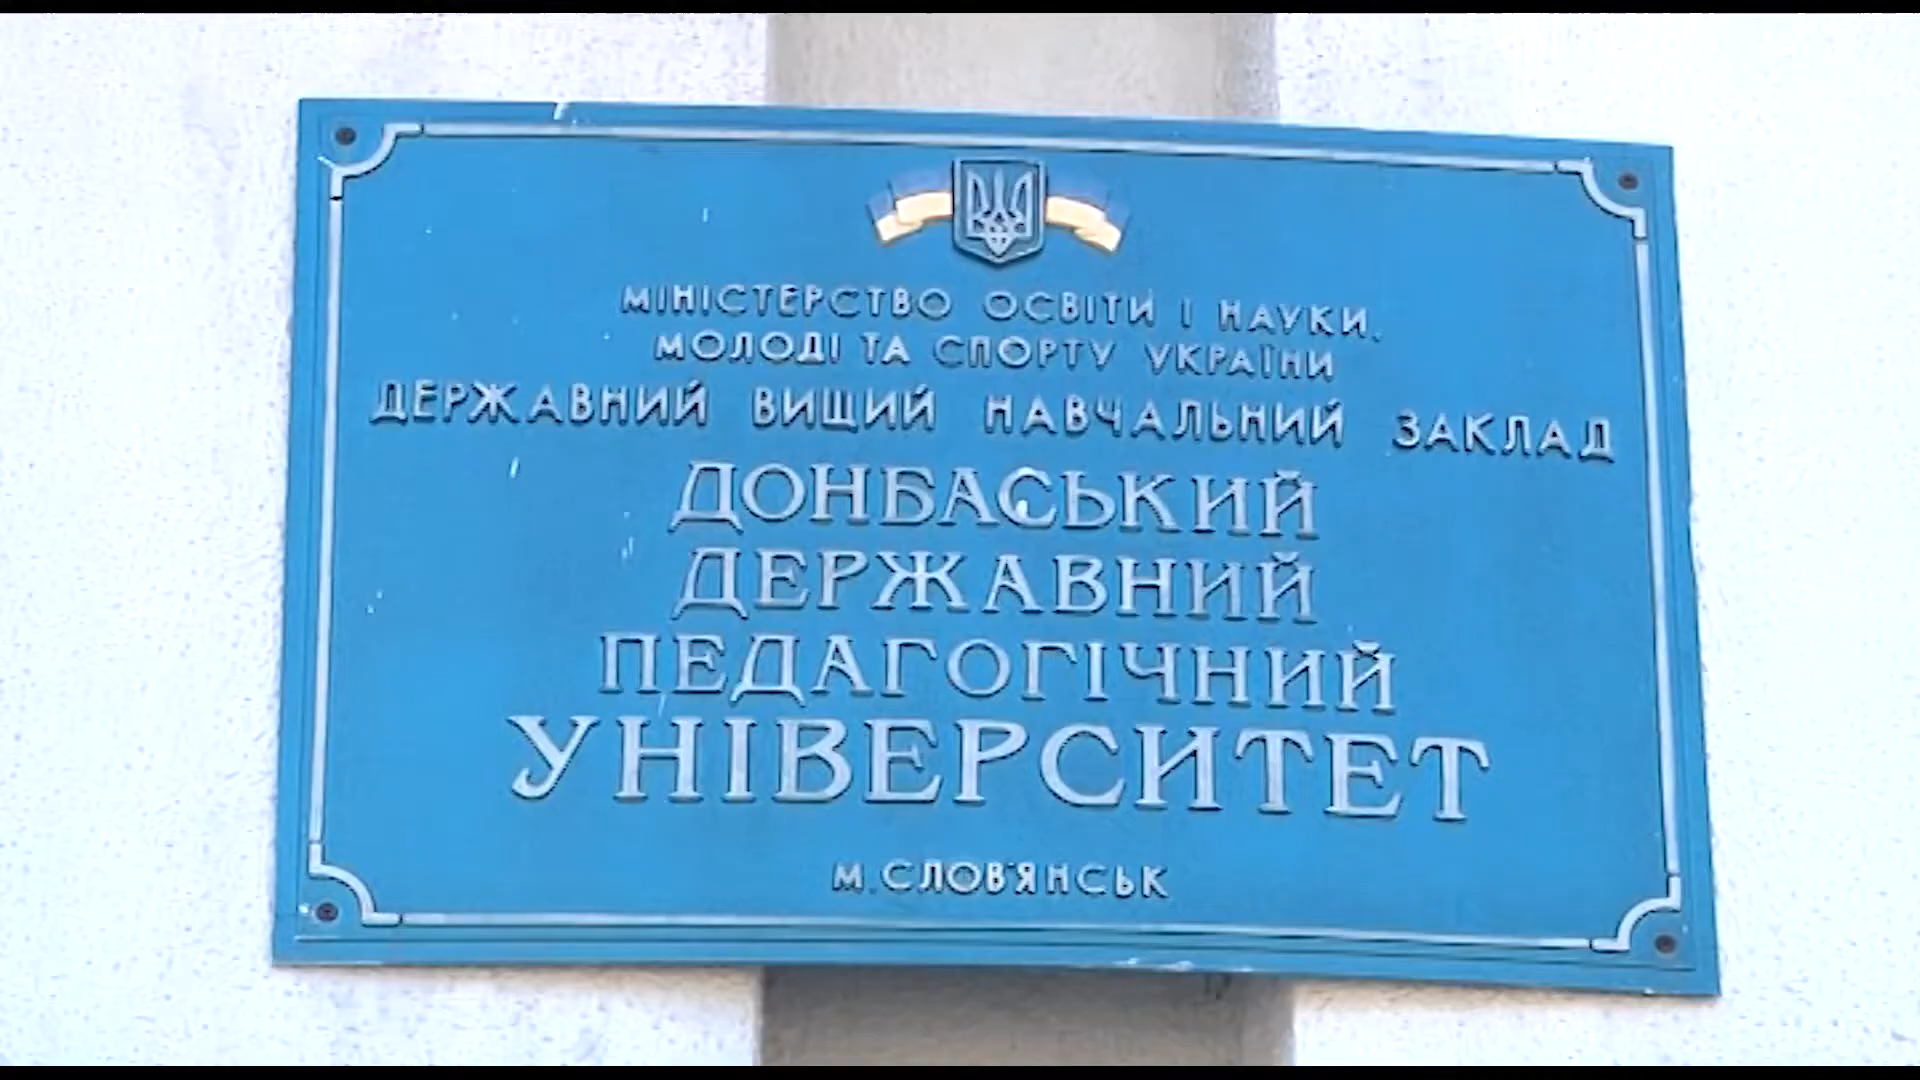 МІНІСТЕРСТВО ОСВІТИ І НАУКИ,
МОЛОДІ ТА СПОРТУ УКРАЇНИ
ДЕРЖАВНИЙ ВИЩИЙ НАВЧАЛЬНИЙ ЗАКЛАД
ДОНБАСЬКИЙ
ДЕРЖАВНИЙ
ПЕДАГОГІЧНИЙ
УНІВЕРСИТЕТ
М.СЛОВ'ЯНСЬК